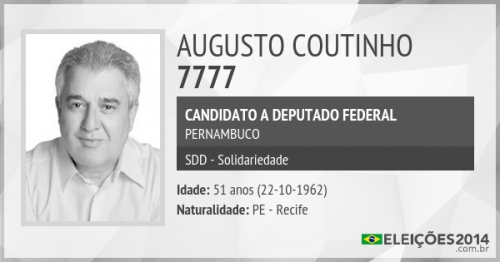 AUGUSTO COUTINHO
7777
CANDIDATO A DEPUTADO FEDERAL
PERNAMBUCO
SDD - Solidariedade
Idade: 51 anos (22-10-1962)
Naturalidade: PE - Recife
ELEIÇÕES2014
.com.br